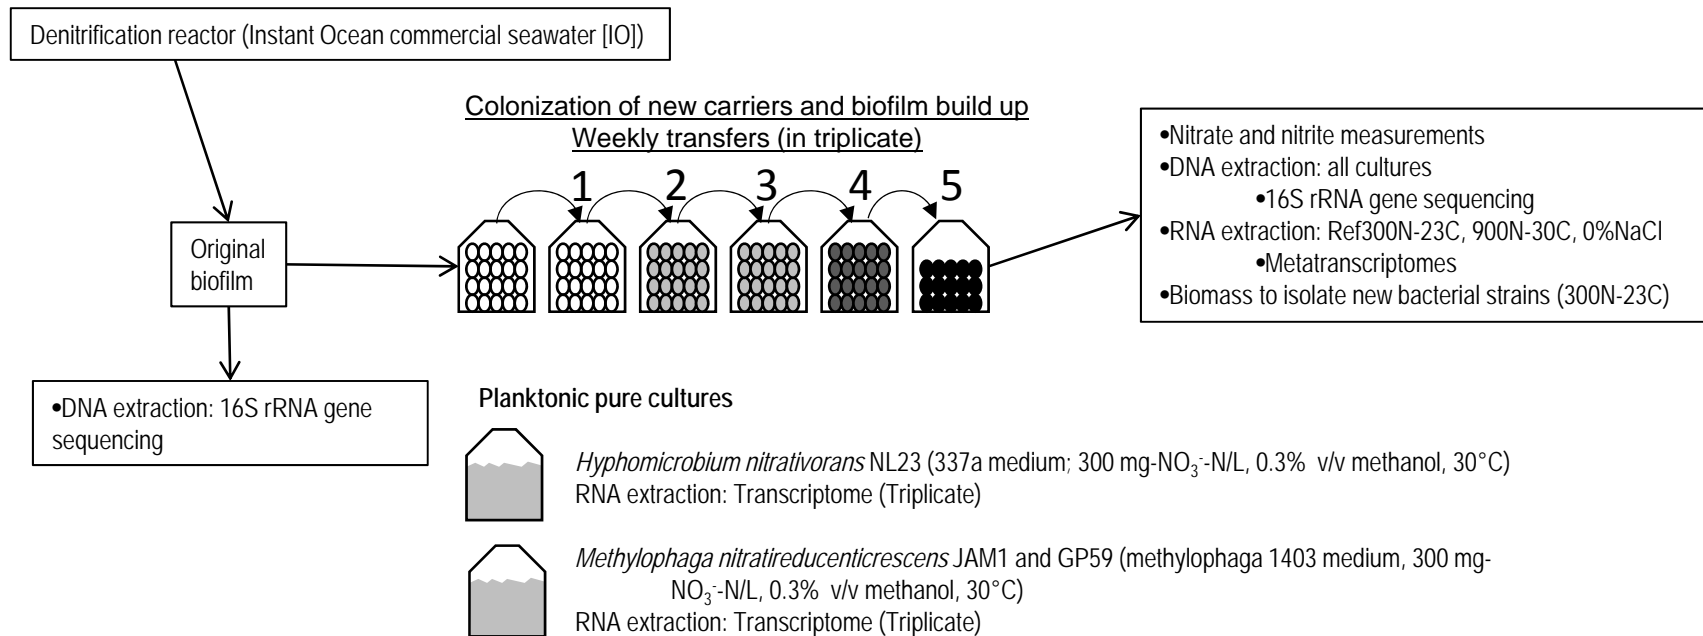 Denitrification reactor (Instant Ocean commercial seawater [IO])
Colonization of new carriers and biofilm build up
Weekly transfers (in triplicate)
1 2 3 4 5
Original
biofilm
•Nitrate and nitrite measurements
•DNA extraction: all cultures
•16S rRNA gene sequencing
•RNA extraction: Ref300N-23C, 900N-30C, 0%NaCl
•Metatranscriptomes
•Biomass to isolate new bacterial strains (300N-23C)
•DNA extraction: 16S rRNA gene
sequencing
Planktonic pure cultures
Hyphomicrobium nitrativorans NL23 (337a medium; 300 mg-NO₃⁻-N/L, 0.3% v/v methanol, 30°C)
RNA extraction: Transcriptome (Triplicate)
Methylophaga nitratireducenticrescens JAM1 and GP59 (methylophaga 1403 medium, 300 mg-
NO₃⁻-N/L, 0.3% v/v methanol, 30°C)
RNA extraction: Transcriptome (Triplicate)